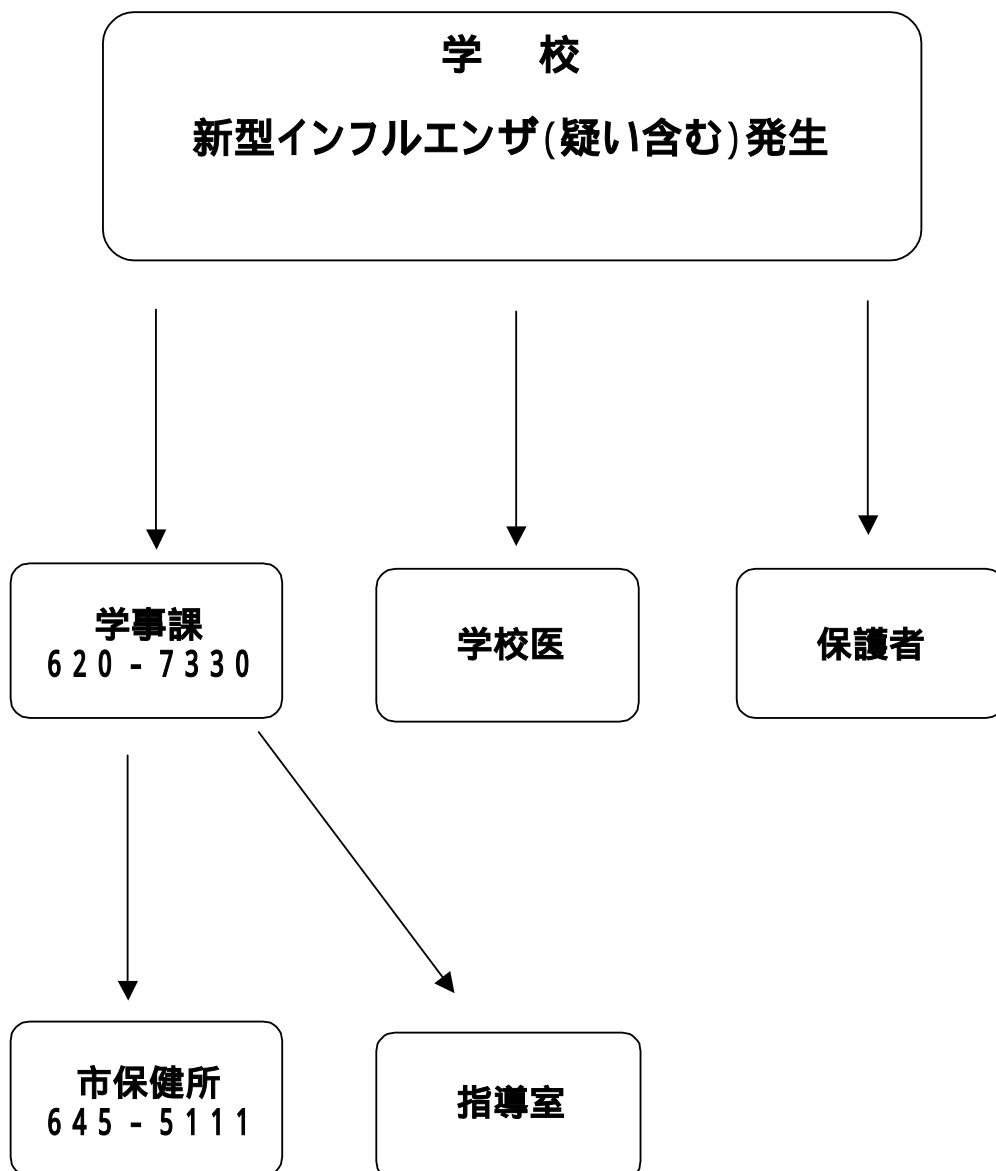 学　校
新型インフルエンザ(疑い含む)発生
学事課
６２０－７３３０
学校医
保護者
市保健所
６４５－５１１１
指導室